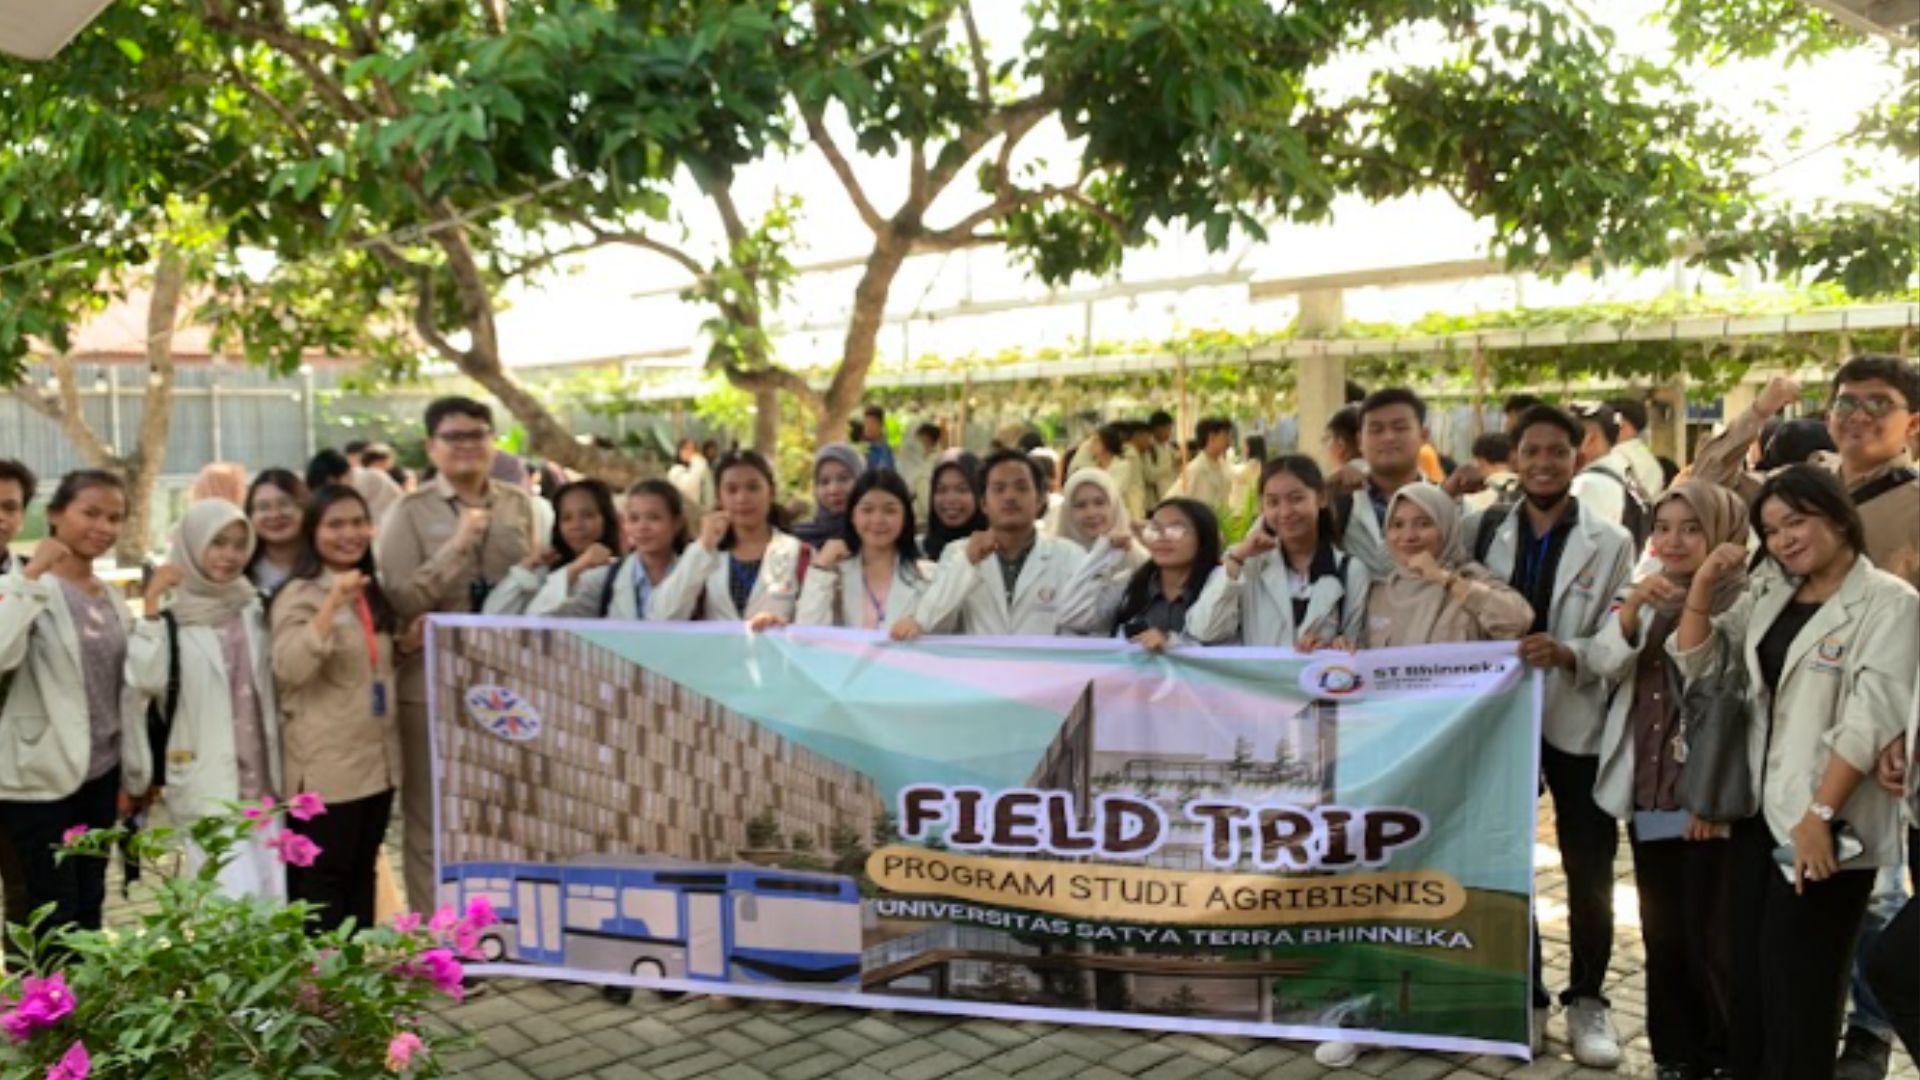 ST Bhinneka
FIELD TRIP
PROGRAM STUDI AGRIBISNIS
UNIVERSITAS SATYA TERRA BHINNEKA